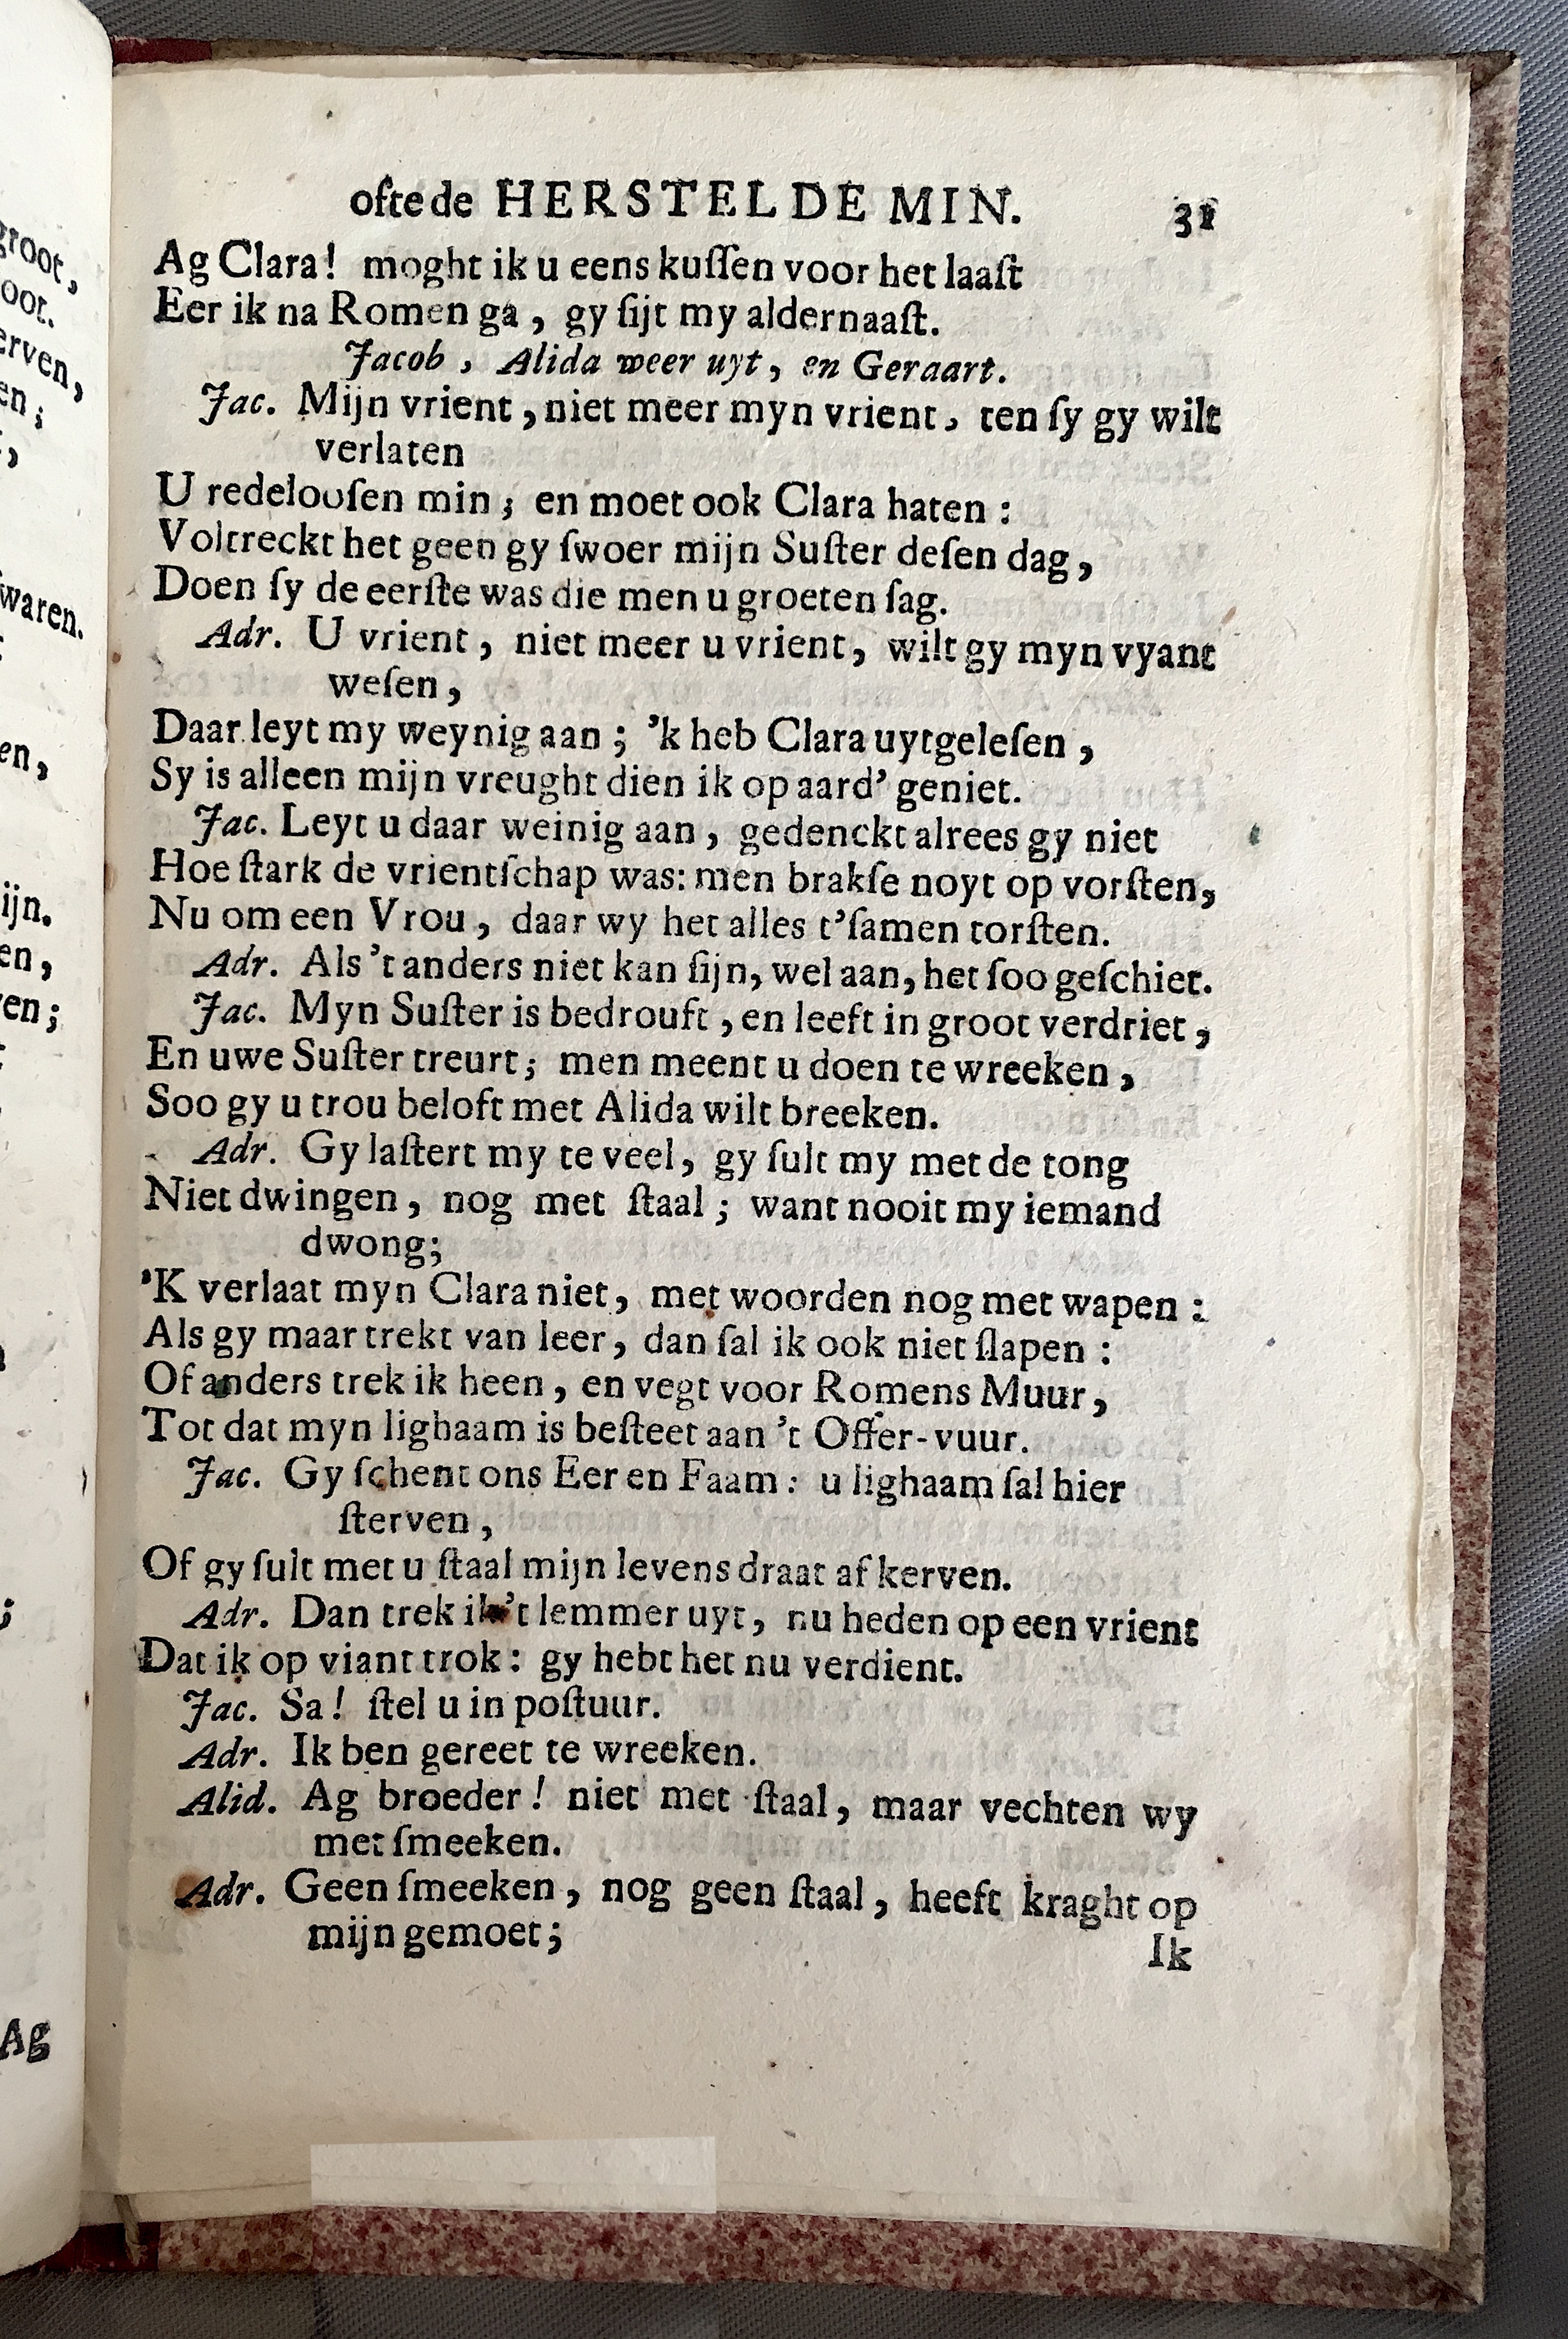 ofte de HERSTELDE MIN. 31
Ag Clara! moght ik u eens kuſſen voor het laaſt
Eer ik na Romen ga, gy ſijt my aldernaaſt.
Jacob, Alida weer uyt, en Geraart.
Jac. Mijn vrient, niet meer myn vrient, ten ſy gy wilt
verlaten
U redelooſen min; en moet ook Clara haten:
Voltreckt het geen gy ſwoer mijn Suſter deſen dag,
Doen ſy de eerſte was die men u groeten ſag.
Adr. U vrient, niet meer u vrient, wilt gy myn vyant
weſen,
Daar leyt my weynig aan; 'k heb Clara uytgeleſen,
Sy is alleen mijn vreught dien ik op aard' geniet.
Jac. Leyt u daar weinig aan, gedenckt alrees gy niet
Hoe ſtark de vrientſchap was: men brakſe noyt op vorſten,
Nu om een Vrou, daar wy het alles t'ſamen torſten.
Adr. Als 't anders niet kan ſijn, wel aan, het ſoo geſchiet.
Jac. Myn Suſter is bedrouft, en leeft in groot verdriet,
En uwe Suſter treurt; men meent u doen te wreeken,
Soo gy u trou beloft met Alida wilt breeken.
Adr. Gy laſtert my te veel, gy ſult my met de tong
Niet dwingen, nog met ſtaal; want nooit my iemand
dwong;
'K verlaat myn Clara niet, met woorden nog met wapen:
Als gy maar trekt van leer, dan ſal ik ook niet ſlapen:
Of anders trek ik heen, en vegt voor Romens Muur,
Tot dat myn lighaam is beſteet aan 't Offer-vuur.
Jac. Gy ſchent ons Eer en Faam: u lighaam ſal hier
ſterven,
Of gy ſult met u ſtaal mijn levens draat af kerven.
Adr. Dan trek ik 't lemmer uyt, nu heden op een vrient
Dat ik op viant trok: gy hebt het nu verdient.
Jac. Sa! ſtel u in poſtuur.
Adr. Ik ben gereet te wreeken.
Alid. Ag broeder! niet met ſtaal, maar vechten wy
met ſmeeken.
Adr. Geen ſmeeken, nog geen ſtaal, heeft kraght op
mijn gemoet;
Ik